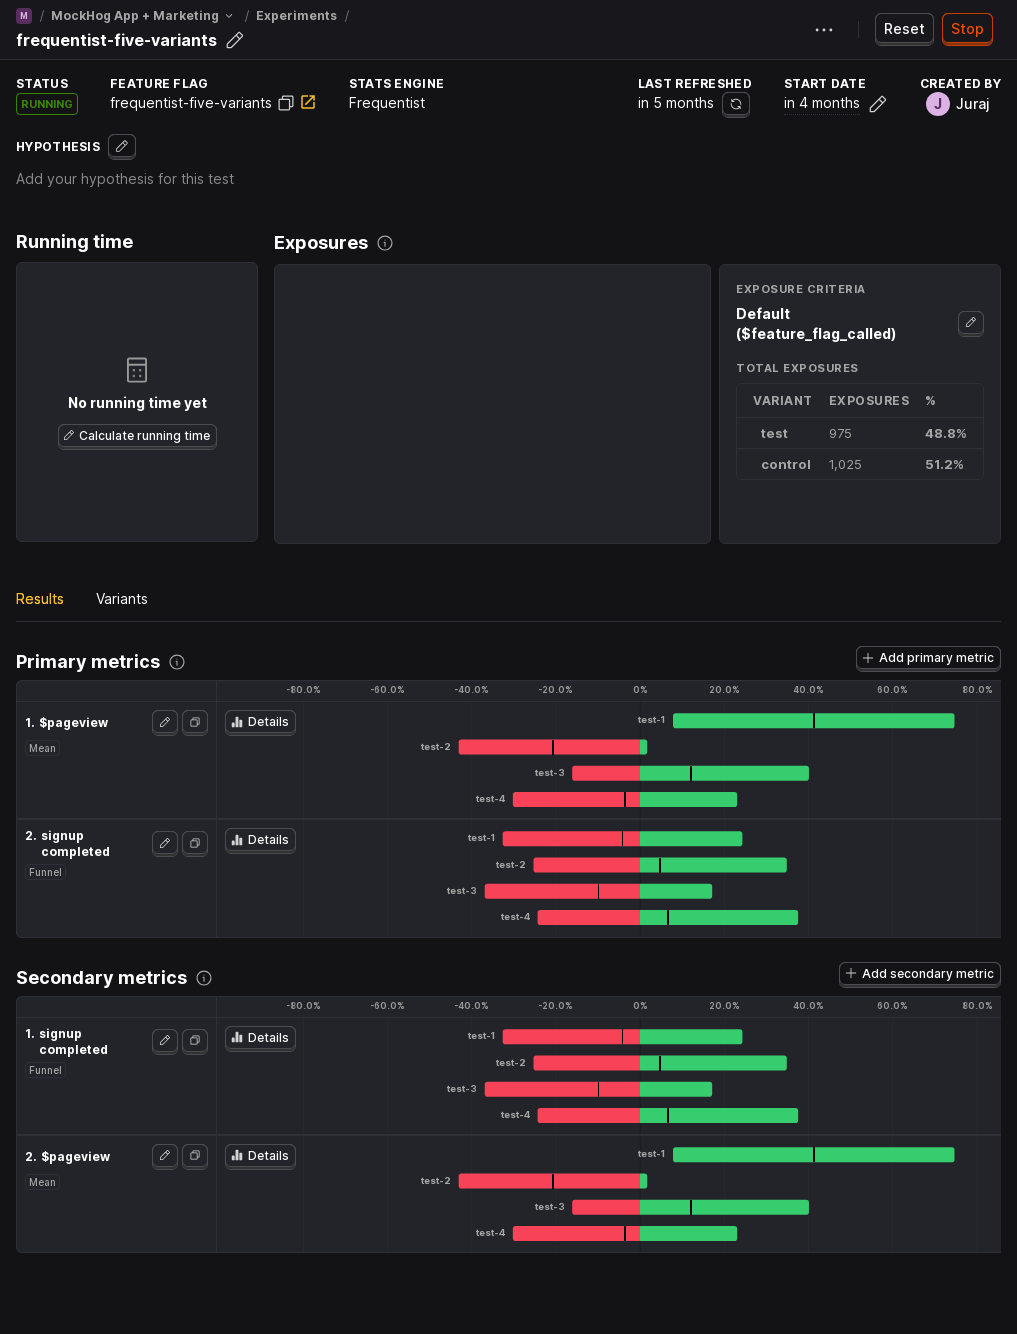 M / MockHog App + Marketing / Experiments /
frequentist-five-variants
Reset
Stop
STATUS
RUNNING
FEATURE FLAG
frequentist-five-variants
STATS ENGINE
Frequentist
LAST REFRESHED
in 5 months
START DATE
in 4 months
CREATED BY
J Juraj
HYPOTHESIS
Add your hypothesis for this test
Running time
No running time yet
Calculate running time
Exposures
EXPOSURE CRITERIA
Default
($feature_flag_called)
TOTAL EXPOSURES
VARIANT EXPOSURES %
test 975 48.8%
control 1,025 51.2%
Results Variants
Primary metrics
Add primary metric
-80.0% -60.0% -40.0% -20.0% 0% 20.0% 40.0% 60.0% 80.0%
1. $pageview
Mean
Details
test-1
test-2
test-3
test-4
2. signup
completed
Funnel
Details
test-1
test-2
test-3
test-4
Secondary metrics
Add secondary metric
-80.0% -60.0% -40.0% -20.0% 0% 20.0% 40.0% 60.0% 80.0%
1. signup
completed
Funnel
Details
test-1
test-2
test-3
test-4
2. $pageview
Mean
Details
test-1
test-2
test-3
test-4